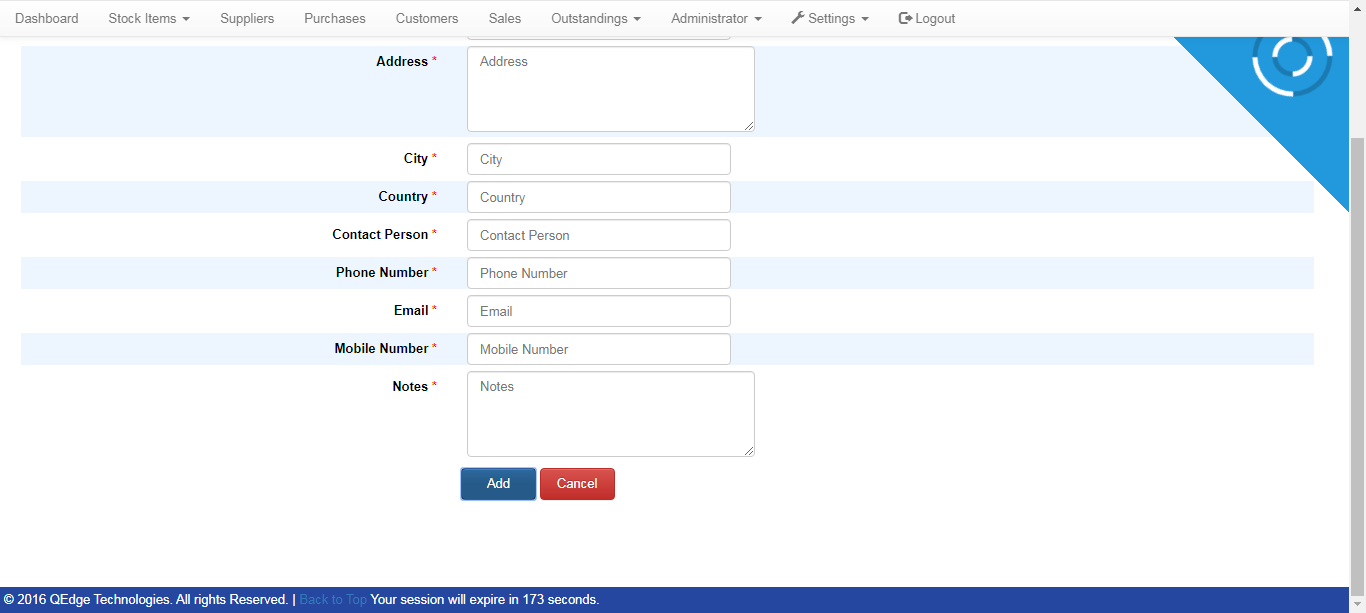 Dashboard Stock Items Suppliers Purchases Customers Sales Outstandings Administrator Settings Logout
Address * Address
City * City
Country * Country
Contact Person * Contact Person
Phone Number * Phone Number
Email * Email
Mobile Number * Mobile Number
Notes * Notes
Add Cancel
© 2016 QEdge Technologies. All rights Reserved. | Back to Top Your session will expire in 173 seconds.